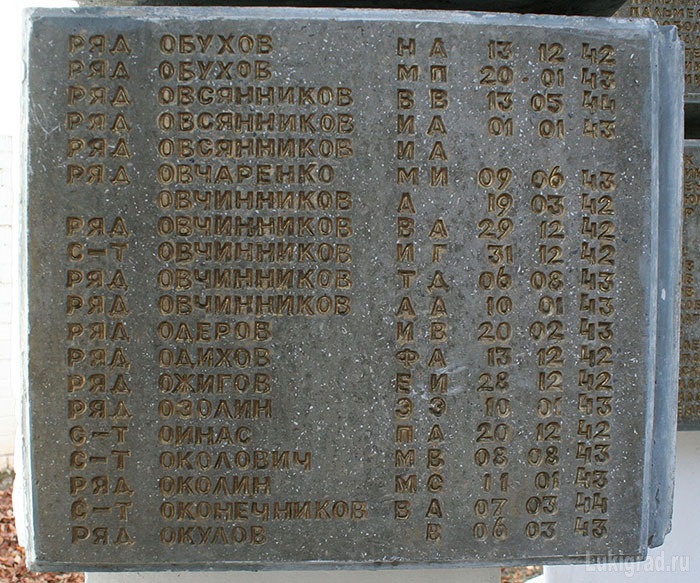 РЯД ОБУХОВ Н А 13 12 42
РЯД ОБУХОВ М П 20 01 43
РЯД ОВСЯННИКОВ В В 13 05 44
РЯД ОВСЯННИКОВ И А 01 01 43
РЯД ОВСЯННИКОВ И А
РЯД ОВЧАРЕНКО М И 09 06 43
ОВЧИННИКОВ А 19 03 42
РЯД ОВЧИННИКОВ В А 29 12 42
С-Т ОВЧИННИКОВ И Г 31 12 42
РЯД ОВЧИННИКОВ Т Д 06 08 43
РЯД ОВЧИННИКОВ А А 10 01 43
РЯД ОДЕРОВ И В 20 02 43
РЯД ОДИХОВ Ф А 13 12 42
РЯД ОЖИГОВ Е И 28 12 42
РЯД ОЗОЛИН Э Э 10 01 43
С-Т ОИНАС П А 20 12 42
С-Т ОКОЛОВИЧ М В 08 08 43
РЯД ОКОЛИН М С 11 01 43
С-Т ОКОНЕЧНИКОВ В А 07 03 44
РЯД ОКУЛОВ В 06 03 43
Lukigrad.ru